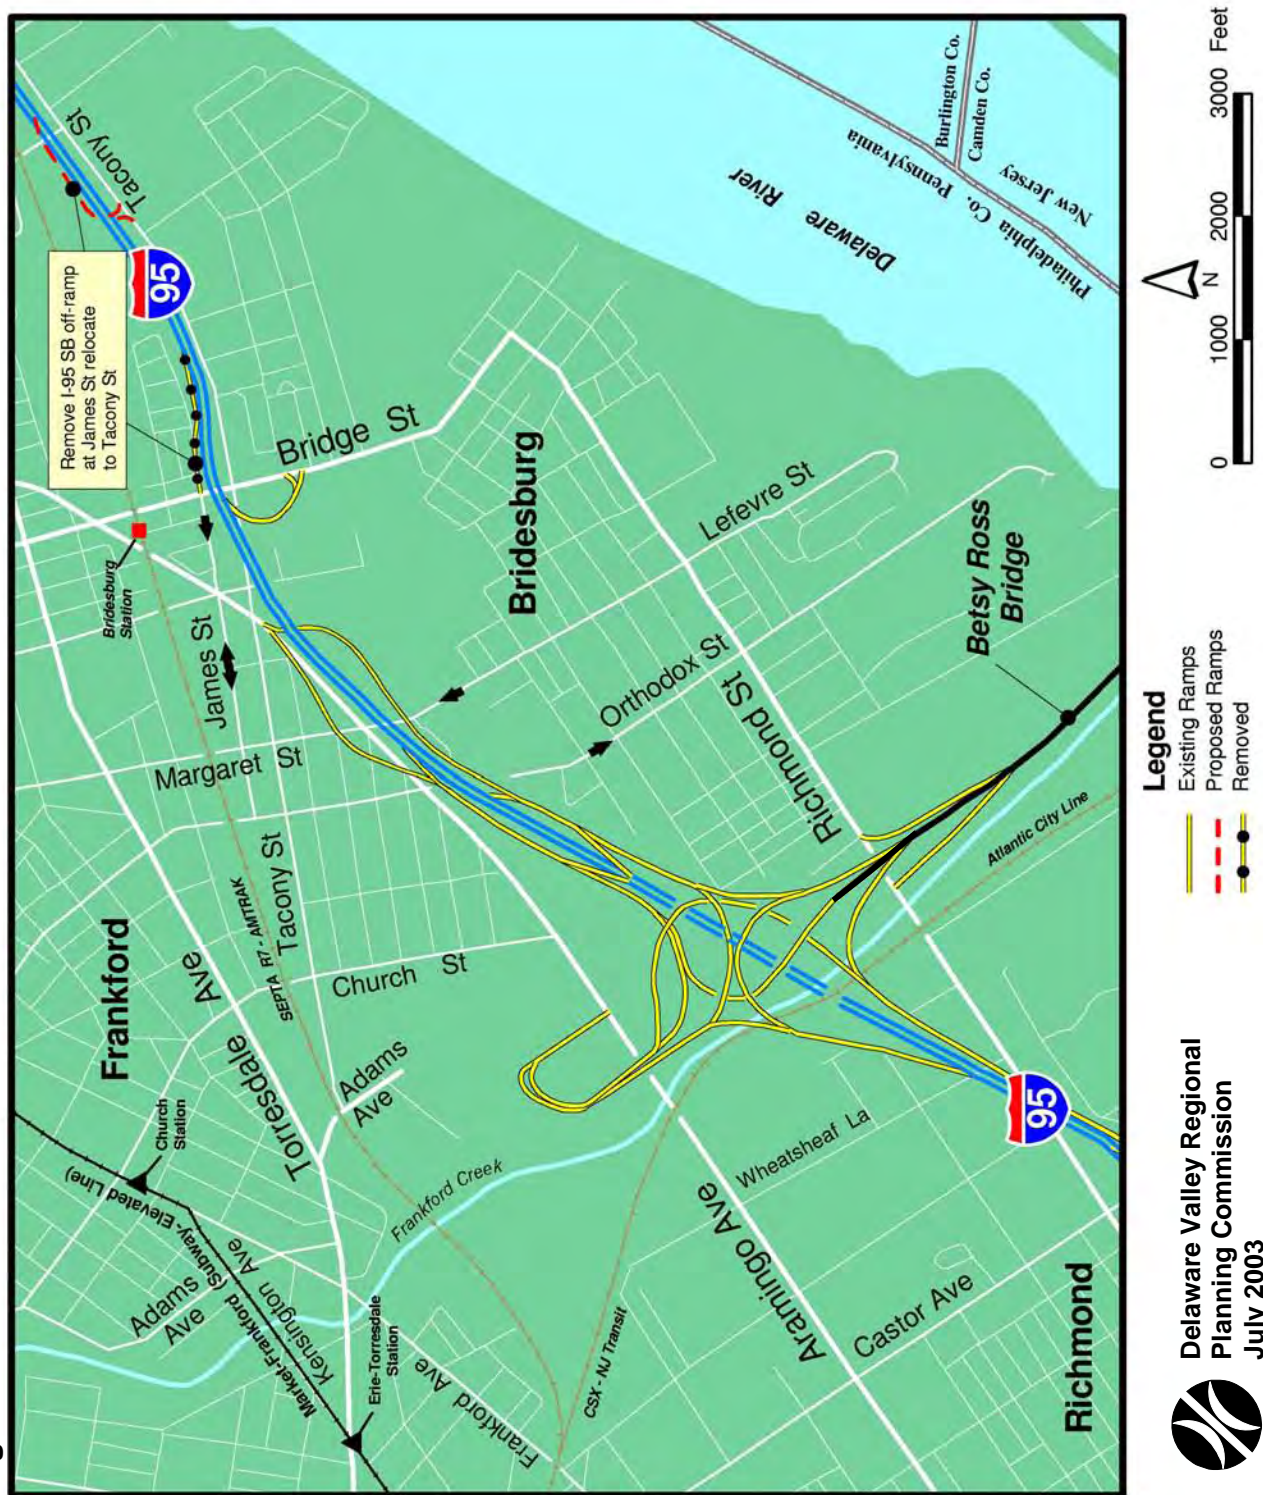 Remove I-95 SB off-ramp
at James St relocate
to Tacony St
Tacony St
95
Burlington Co.
Camden Co.
Philadelphia Co. Pennsylvania
New Jersey
Delaware River
Bridesburg
Station
Bridge St
James St
Bridesburg
Lefevre St
Orthodox St
Richmond St
Betsy Ross
Bridge
Margaret St
Tacony St
SEPTA R7 - AMTRAK
Frankford
Torresdale Ave
Church St
Adams
Ave
Atlantic City Line
Church
Station
Market-Frankford (Subway- Elevated Line)
Kensington Ave
Adams
Ave
Erie-Torresdale
Station
Frankford Ave
Frankford Creek
CSX - NJ Transit
Aramingo Ave
Wheatsheaf La
Castor Ave
95
Richmond
Delaware Valley Regional
Planning Commission
July 2003
Legend
Existing Ramps
Proposed Ramps
Removed
N
0 1000 2000 3000 Feet